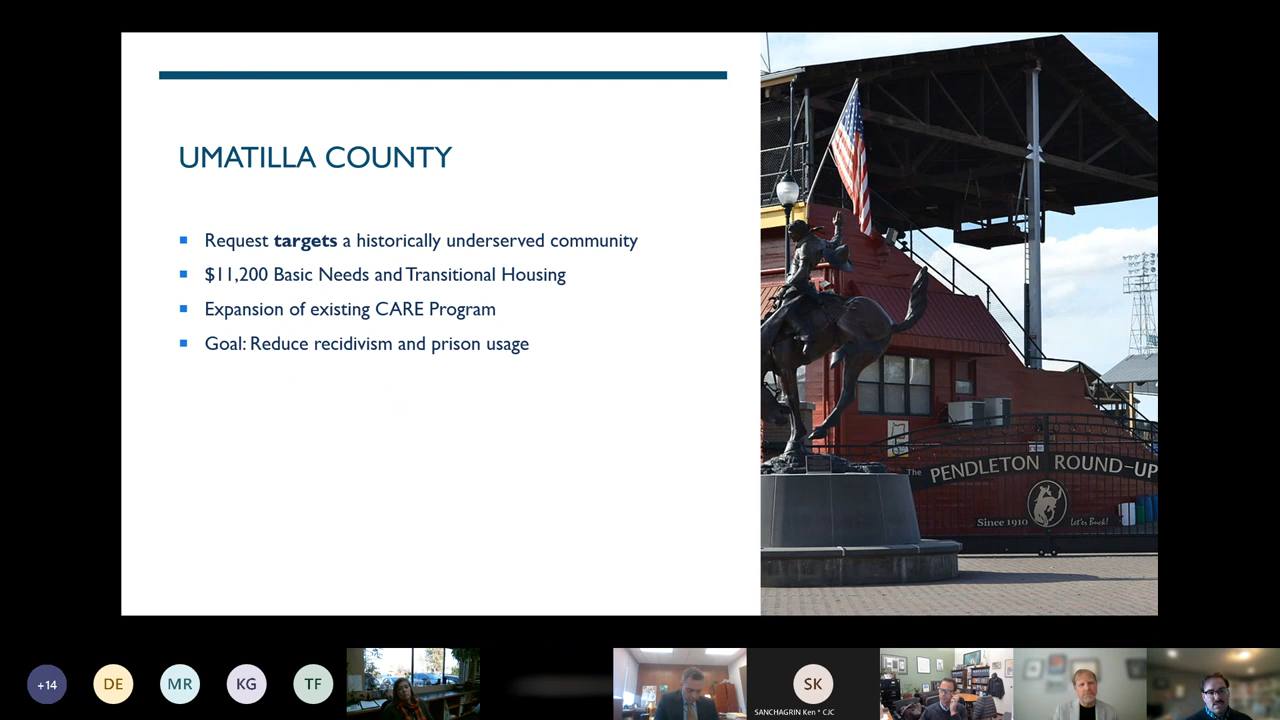 UMATILLA COUNTY
Request targets a historically underserved community
$11,200 Basic Needs and Transitional Housing
Expansion of existing CARE Program
Goal: Reduce recidivism and prison usage
The PENDLETON ROUND-UP
Since 1910 Let'er Buck!
+14 DE MR KG TF SK
SANCHAGRIN Ken * CJC